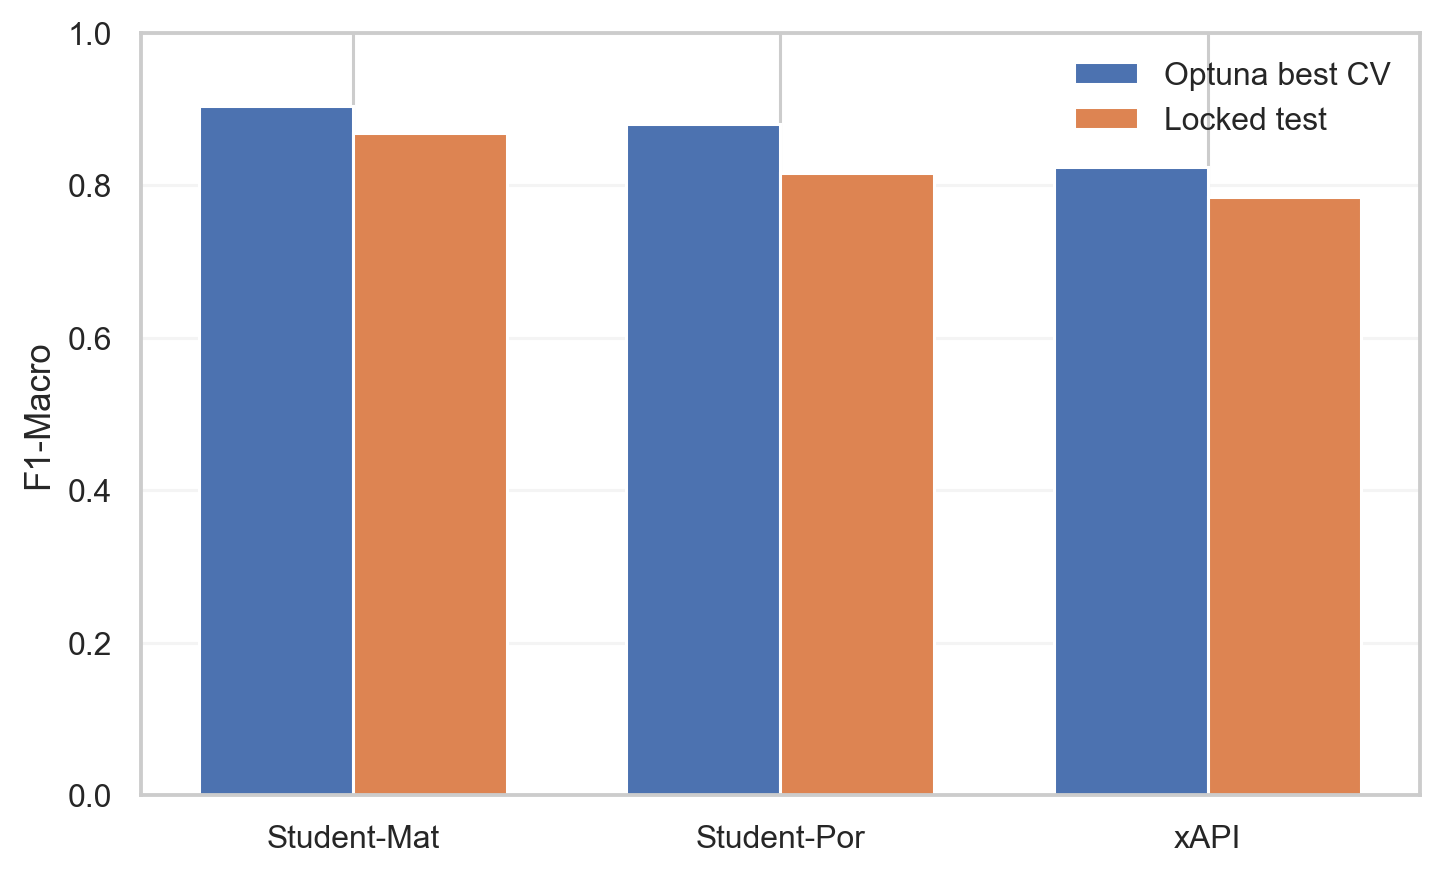 1.0
0.8
0.6
0.4
0.2
0.0
F1-Macro
Optuna best CV
Locked test
Student-Mat
Student-Por
xAPI